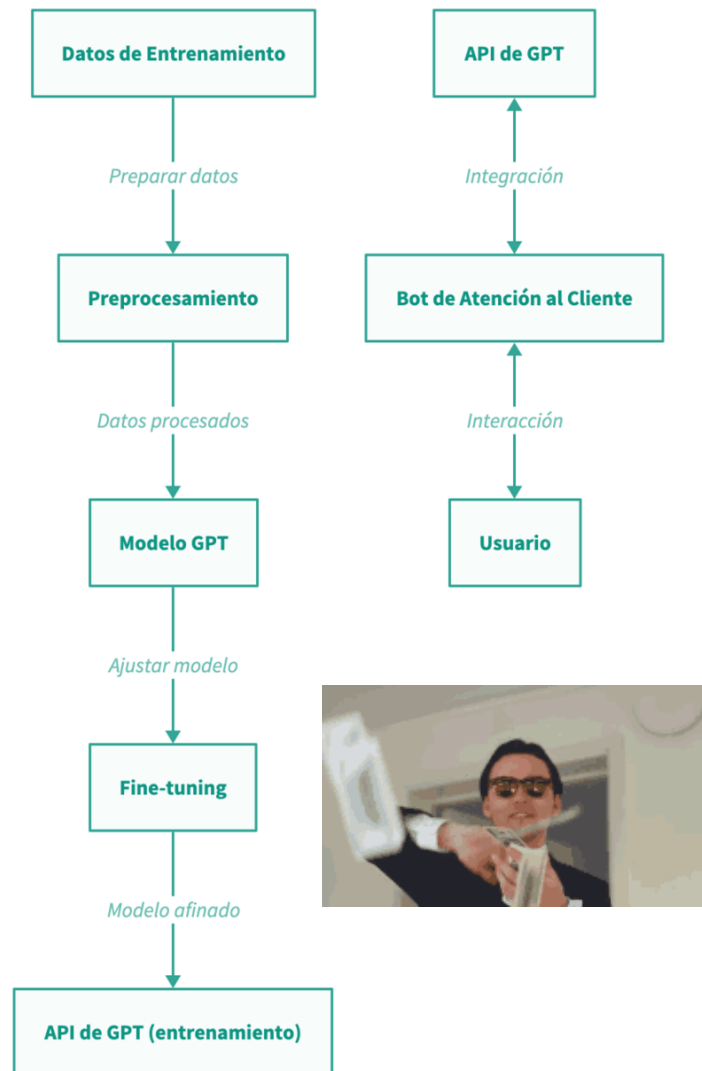 Datos de Entrenamiento
Preparar datos
Preprocesamiento
Datos procesados
Modelo GPT
Ajustar modelo
Fine-tuning
Modelo afinado
API de GPT (entrenamiento)
API de GPT
Integración
Bot de Atención al Cliente
Interacción
Usuario